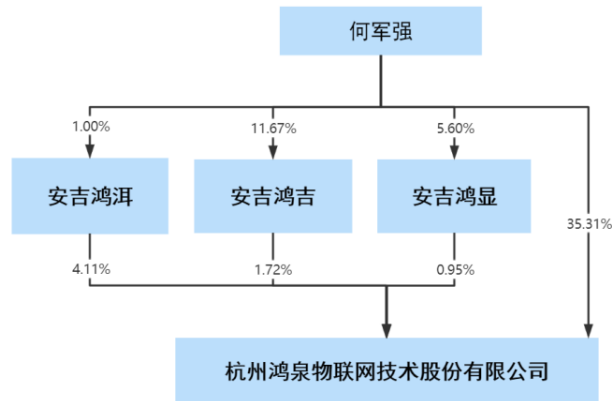 何军强
1.00%
11.67%
5.60%
安吉鸿洱
安吉鸿吉
安吉鸿显
35.31%
4.11%
1.72%
0.95%
杭州鸿泉物联网技术股份有限公司